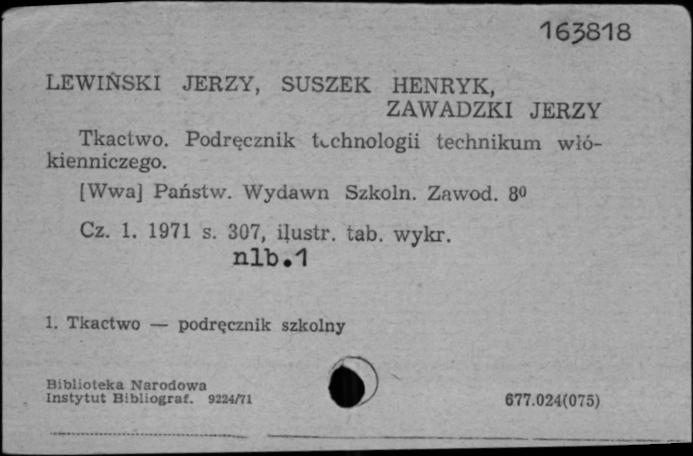 163818
LEWIŃSKI JERZY, SUSZEK HENRYK,
ZAWADZKI JERZY
Tkactwo. Podręcznik technologii technikum włó-
kienniczego.
[Wwa] Państw. Wydawn Szkoln. Zawod. 8⁰
Cz. 1. 1971 s. 307, ilustr. tab. wykr.
nlb.1
1. Tkactwo — podręcznik szkolny
Biblioteka Narodowa
Instytut Bibliograf. 9224/71
677.024(075)